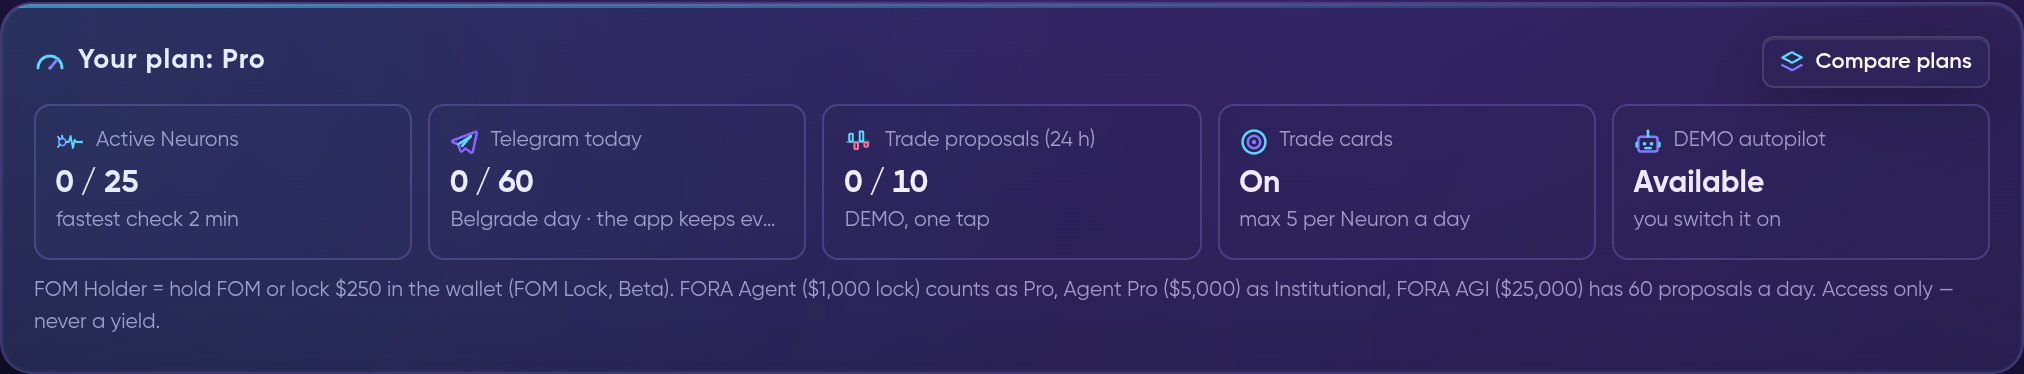 Your plan: Pro
Compare plans
Active Neurons
0 / 25
fastest check 2 min
Telegram today
0 / 60
Belgrade day · the app keeps ev...
Trade proposals (24 h)
0 / 10
DEMO, one tap
Trade cards
On
max 5 per Neuron a day
DEMO autopilot
Available
you switch it on
FOM Holder = hold FOM or lock $250 in the wallet (FOM Lock, Beta). FORA Agent ($1,000 lock) counts as Pro, Agent Pro ($5,000) as Institutional, FORA AGI ($25,000) has 60 proposals a day. Access only —
never a yield.